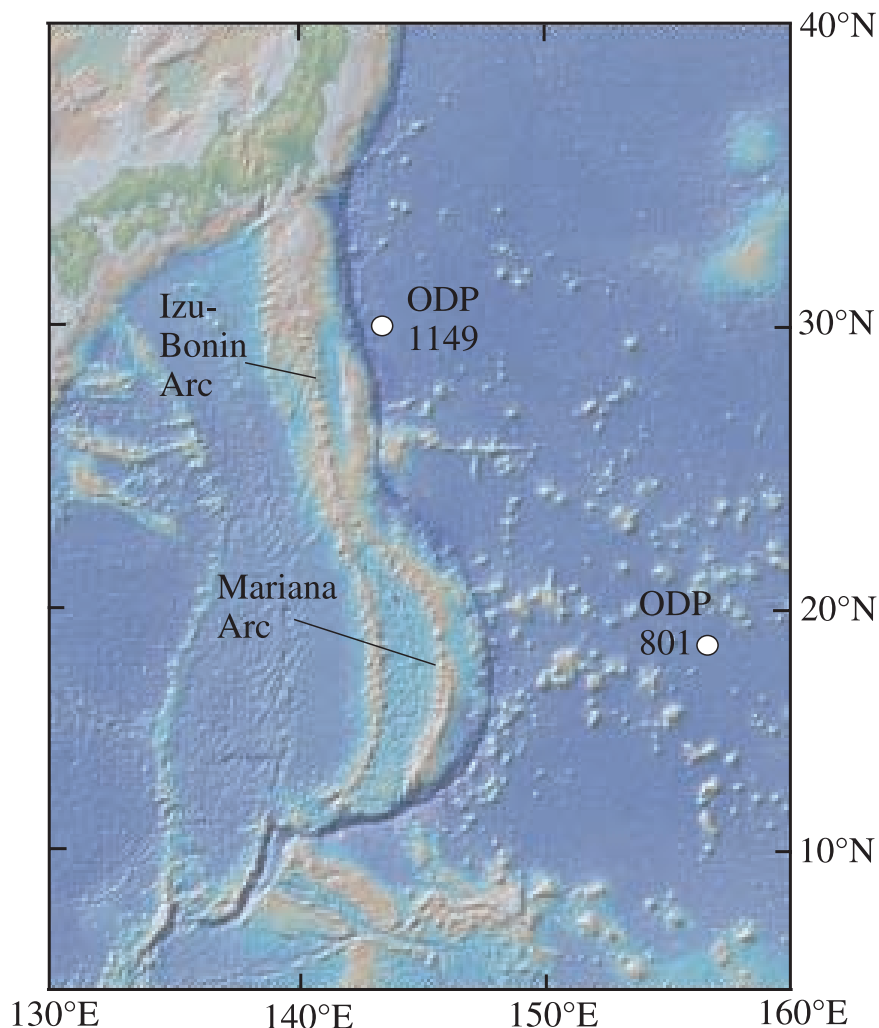 40°N
Izu-
Bonin
Arc
ODP
1149
30°N
Mariana
Arc
ODP
801
20°N
10°N
130°E
140°E
150°E
160°E